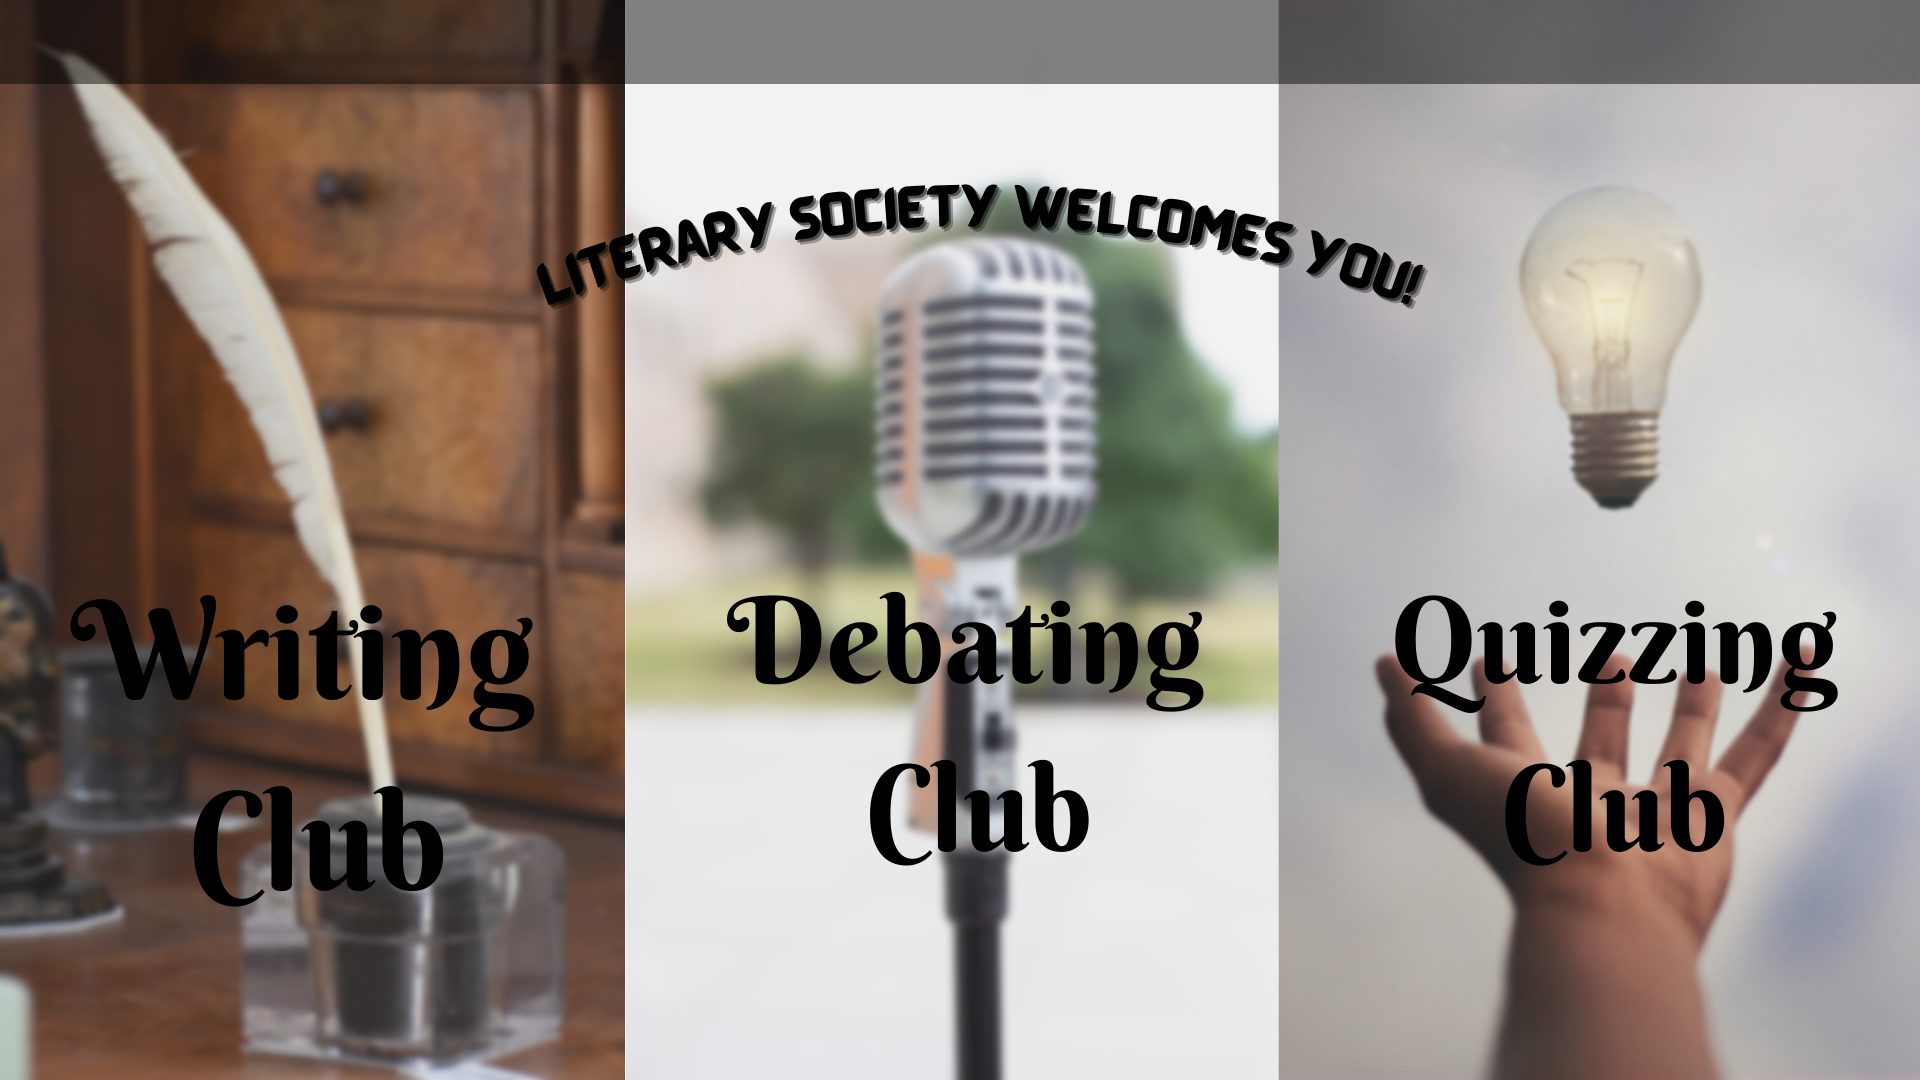 LITERARY SOCIETY WELCOMES YOU!
Writing
Club
Debating
Club
Quizzing
Club